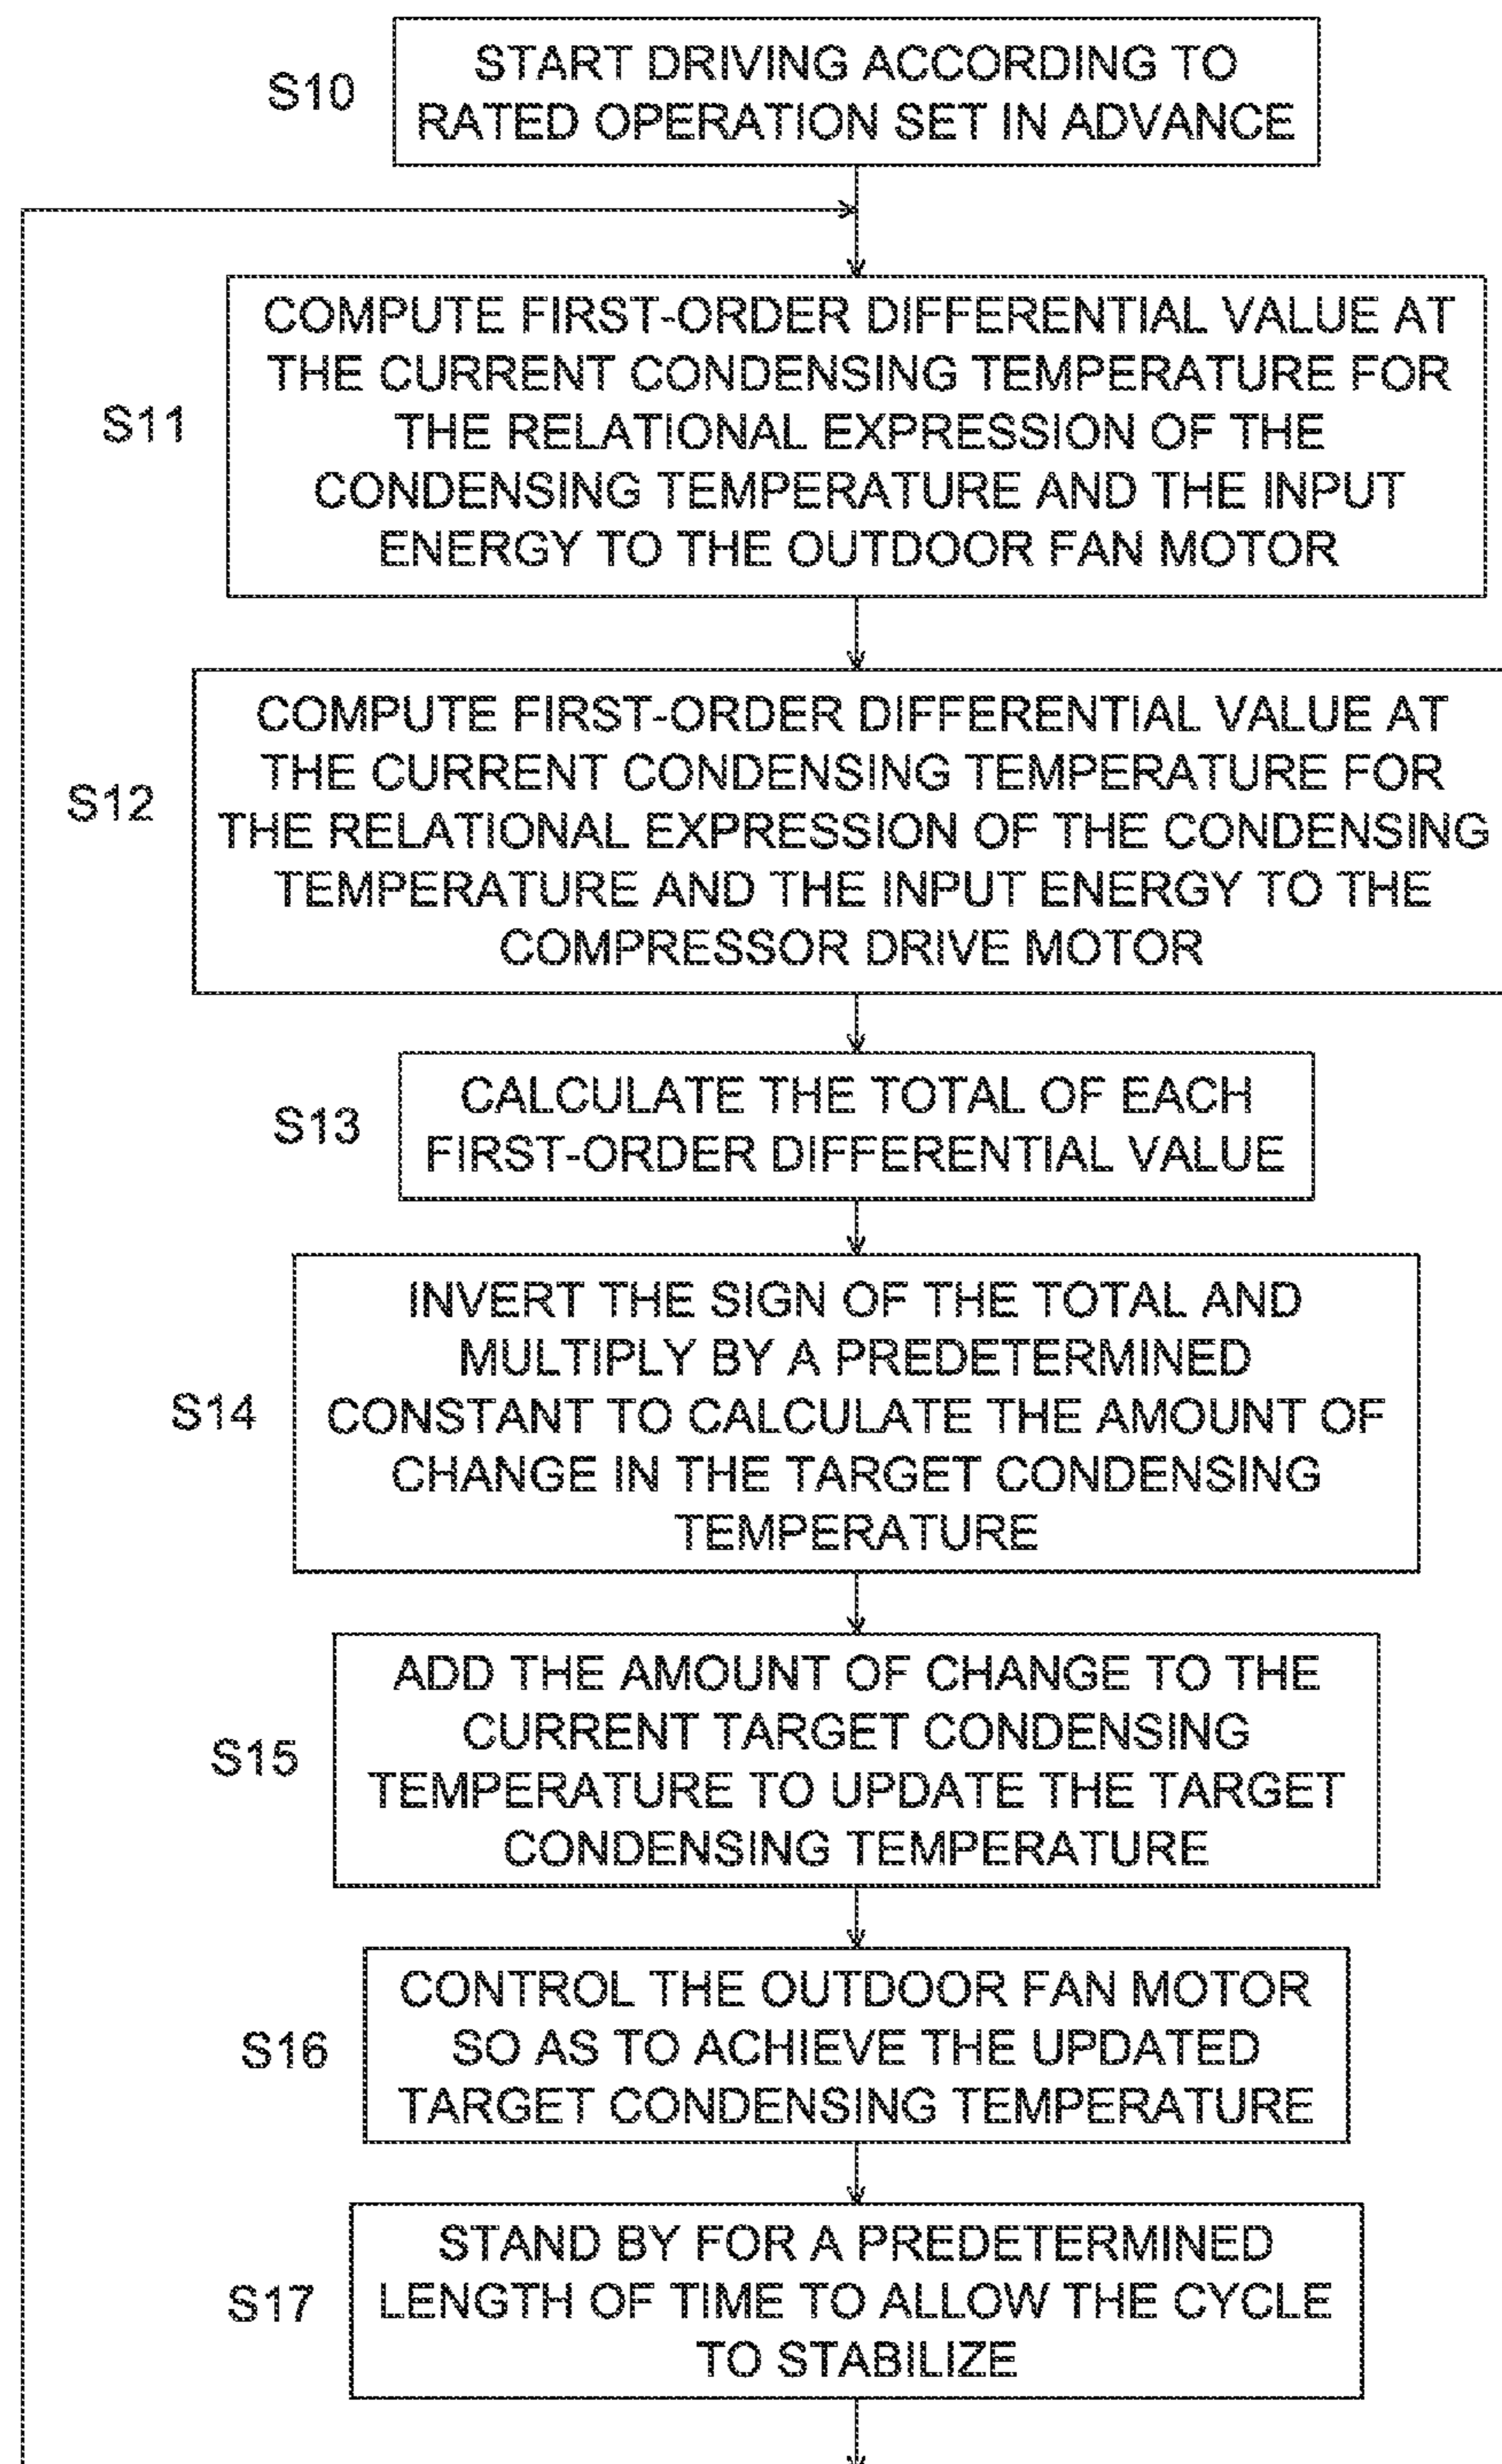 S10
START DRIVING ACCORDING TO
RATED OPERATION SET IN ADVANCE
S11
COMPUTE FIRST-ORDER DIFFERENTIAL VALUE AT
THE CURRENT CONDENSING TEMPERATURE FOR
THE RELATIONAL EXPRESSION OF THE
CONDENSING TEMPERATURE AND THE INPUT
ENERGY TO THE OUTDOOR FAN MOTOR
S12
COMPUTE FIRST-ORDER DIFFERENTIAL VALUE AT
THE CURRENT CONDENSING TEMPERATURE FOR
THE RELATIONAL EXPRESSION OF THE CONDENSING
TEMPERATURE AND THE INPUT ENERGY TO THE
COMPRESSOR DRIVE MOTOR
S13
CALCULATE THE TOTAL OF EACH
FIRST-ORDER DIFFERENTIAL VALUE
S14
INVERT THE SIGN OF THE TOTAL AND
MULTIPLY BY A PREDETERMINED
CONSTANT TO CALCULATE THE AMOUNT OF
CHANGE IN THE TARGET CONDENSING
TEMPERATURE
S15
ADD THE AMOUNT OF CHANGE TO THE
CURRENT TARGET CONDENSING
TEMPERATURE TO UPDATE THE TARGET
CONDENSING TEMPERATURE
S16
CONTROL THE OUTDOOR FAN MOTOR
SO AS TO ACHIEVE THE UPDATED
TARGET CONDENSING TEMPERATURE
S17
STAND BY FOR A PREDETERMINED
LENGTH OF TIME TO ALLOW THE CYCLE
TO STABILIZE